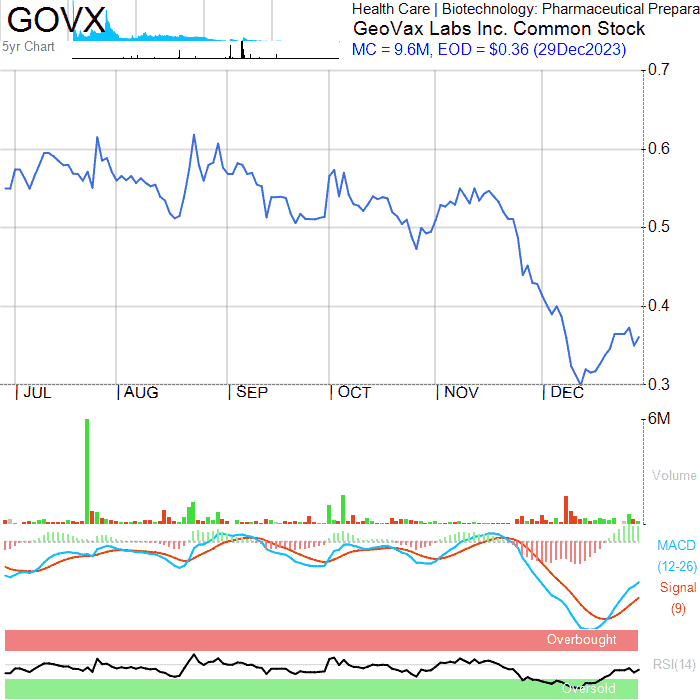 GOVX
5yr Chart
Health Care | Biotechnology: Pharmaceutical Prepara
GeoVax Labs Inc. Common Stock
MC = 9.6M, EOD = $0.36 (29Dec2023)
0.7
0.6
0.5
0.4
0.3
JUL AUG SEP OCT NOV DEC
6M
Volume
MACD
(12-26)
Signal
(9)
Overbought
RSI(14)
Oversold